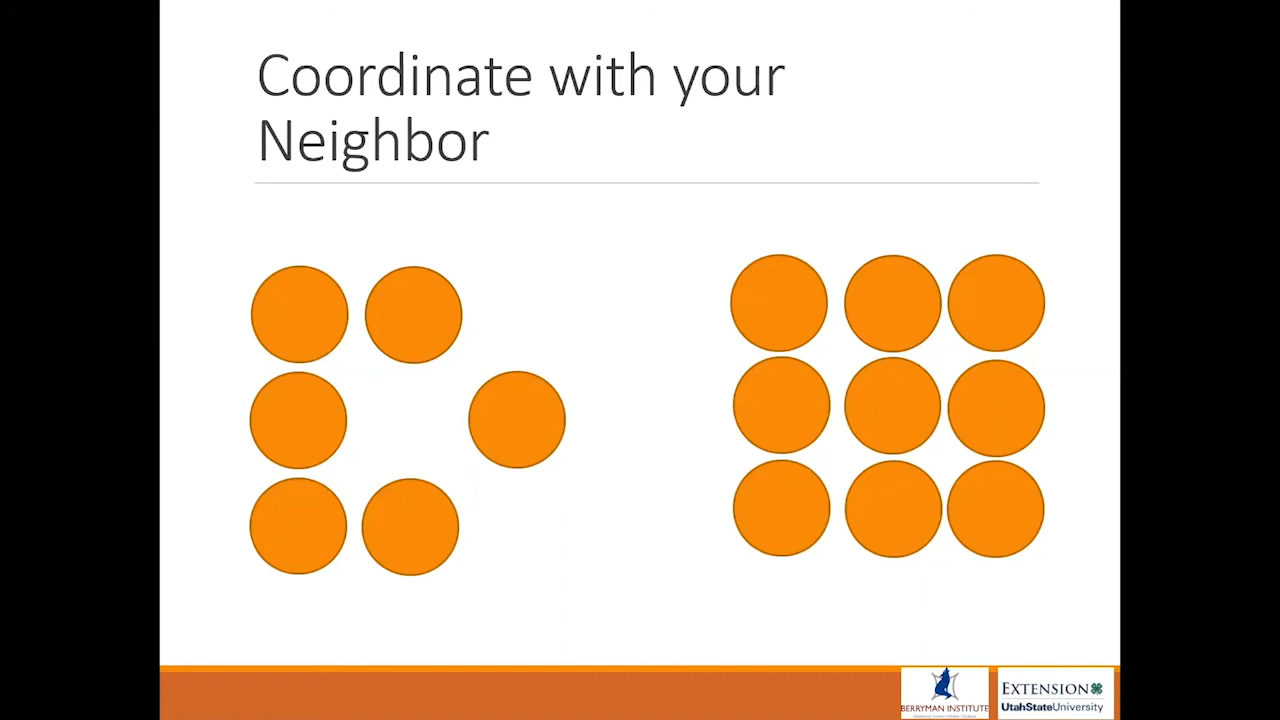 Coordinate with your
Neighbor
BERRYMAN INSTITUTE
EXTENSION
UtahStateUniversity